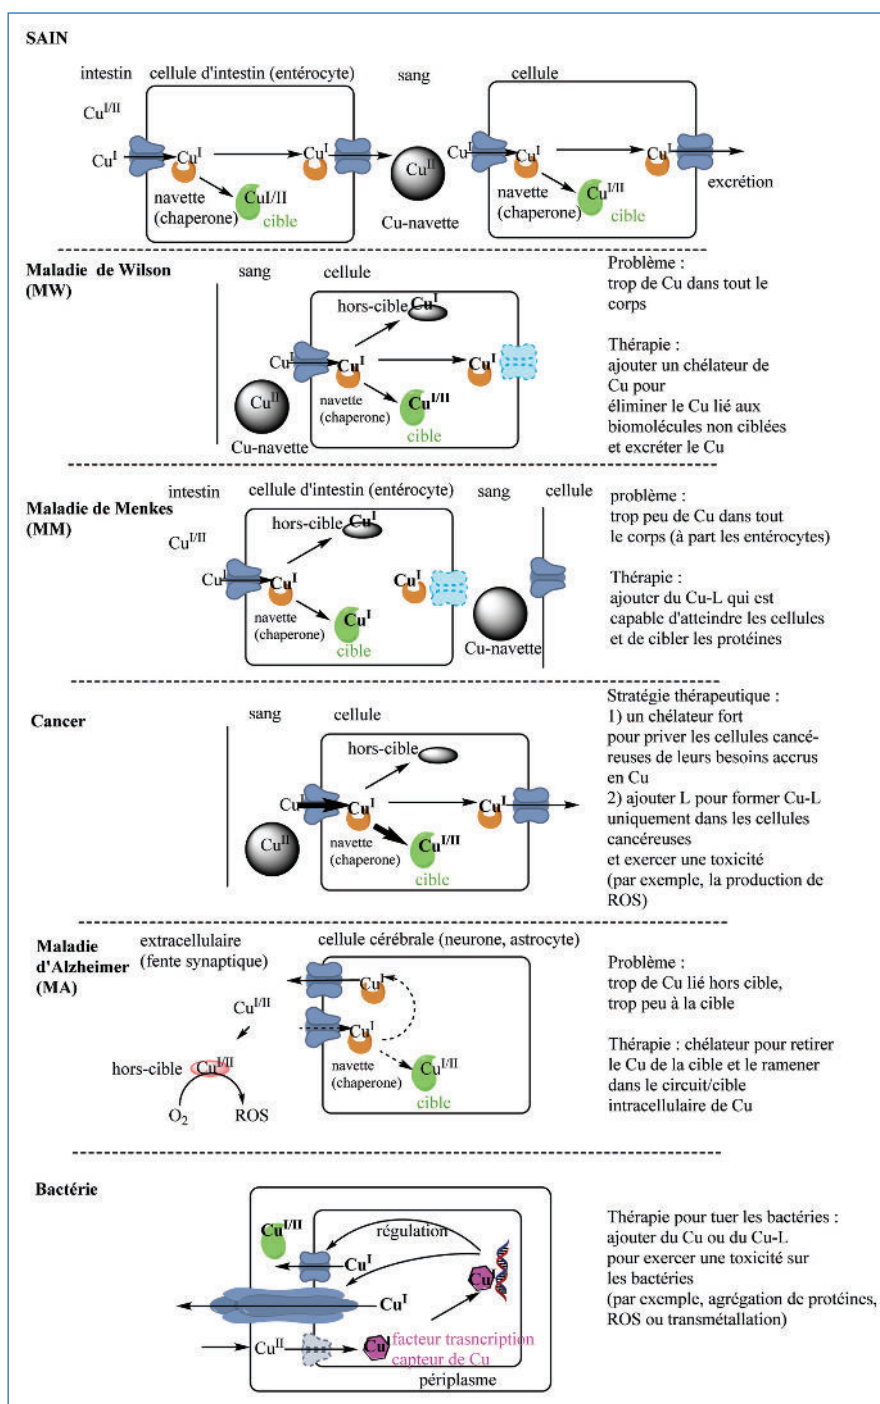 SAIN
intestin
cellule d'intestin (entérocyte)
sang
cellule
Cu^I/II
Cu^I
Cu^I
Cu^I
Cu^II
Cu^I
Cu^I
Cu^I
navette
(chaperone)
CuI/II
cible
Cu-navette
navette
(chaperone)
Cu^I/II
cible
excrétion
Maladie de Wilson
(MW)
sang
cellule
hors-cible
Cu^I
Cu^I
Cu^I
Cu^I
Cu^II
navette
(chaperone)
Cu^I/II
cible
Cu-navette
Problème :
trop de Cu dans tout le
corps
Thérapie :
ajouter un chélateur de
Cu pour
éliminer le Cu lié aux
biomolécules non ciblées
et excréter le Cu
Maladie de Menkes
(MM)
intestin
cellule d'intestin (entérocyte)
sang
cellule
Cu^I/II
hors-cible
Cu^I
Cu^I
Cu^I
Cu^I
navette
(chaperone)
Cu^I
cible
Cu-navette
problème :
trop peu de Cu dans tout
le corps (à part les entérocytes)
Thérapie :
ajouter du Cu-L qui est
capable d'atteindre les cellules
et de cibler les protéines
Cancer
sang
cellule
hors-cible
Cu^I
Cu^I
Cu^I
Cu^II
navette
(chaperone)
Cu^I/II
cible
Stratégie thérapeutique :
1) un chélateur fort
pour priver les cellules cancé-
reuses de leurs besoins accrus
en Cu
2) ajouter L pour former Cu-L
uniquement dans les cellules
cancéreuses
et exercer une toxicité
(par exemple, la production de
ROS)
Maladie
d'Alzheimer
(MA)
extracellulaire
(fente synaptique)
cellule cérébrale (neurone, astrocyte)
Cu^I
Cu^I/II
Cu^I
hors-cible
Cu^I/II
navette
(chaperone)
Cu^I/II
cible
O2
ROS
Problème :
trop de Cu lié hors cible,
trop peu à la cible
Thérapie : chélateur pour retirer
le Cu de la cible et le ramener
dans le circuit/cible
intracellulaire de Cu
Bactérie
Cu^I/II
régulation
Cu^I
Cu^I
Cu^I
Cu^II
Cu^I
facteur trasncription
capteur de Cu
périplasme
Thérapie pour tuer les bactéries :
ajouter du Cu ou du Cu-L
pour exercer une toxicité sur
les bactéries
(par exemple, agrégation de protéines,
ROS ou transmétallation)